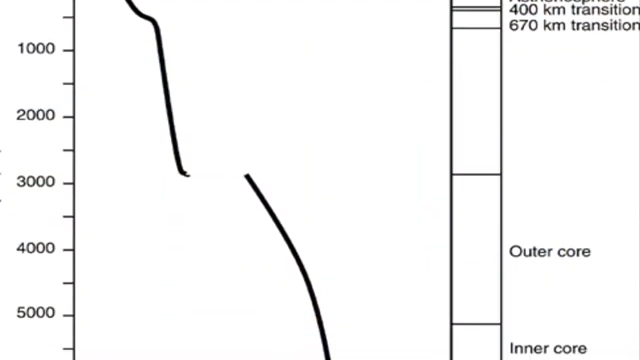 400 km transition
670 km transition
1000
2000
3000
4000
Outer core
5000
Inner core